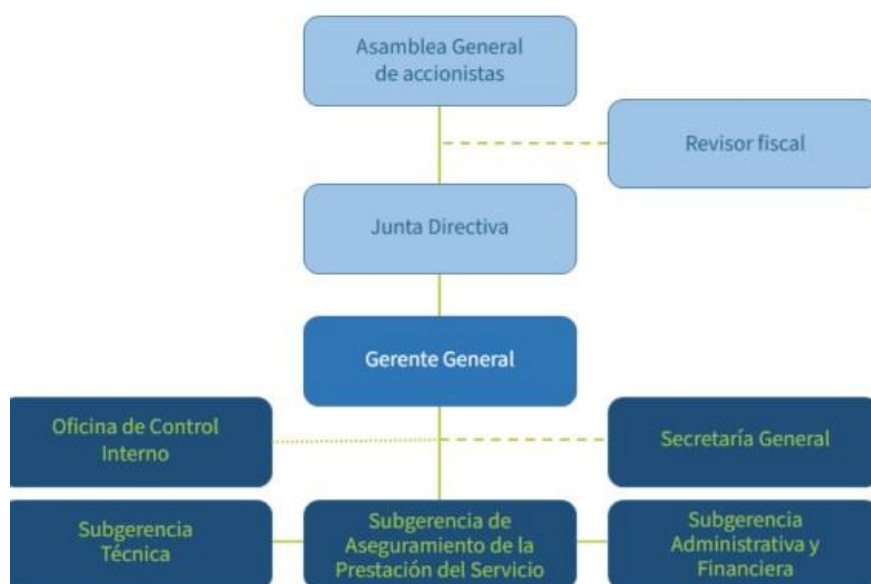 Asamblea General
de accionistas
Revisor fiscal
Junta Directiva
Gerente General
Oficina de Control
Interno
Secretaría General
Subgerencia
Técnica
Subgerencia de
Aseguramiento de la
Prestación del Servicio
Subgerencia
Administrativa y
Financiera